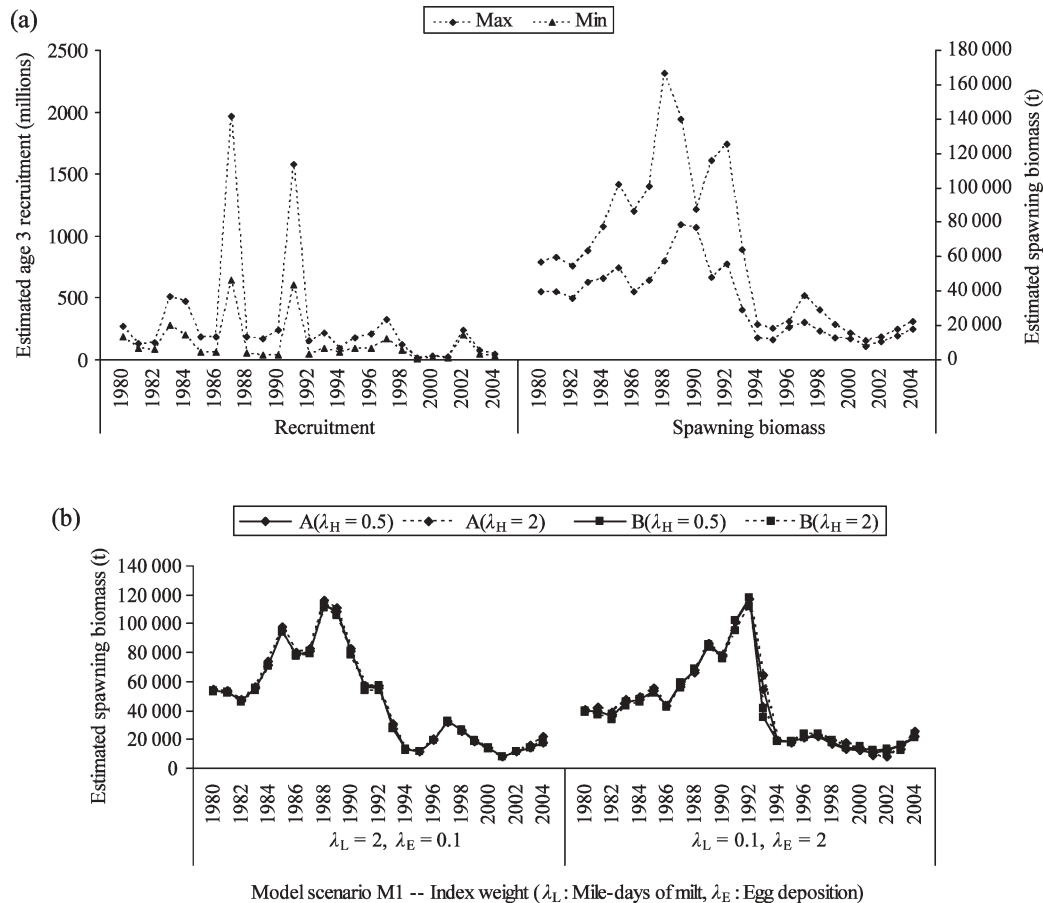 (a)
Max Min
Estimated age 3 recruitment (millions)
2500
2000
1500
1000
500
0
180 000
160 000
140 000
120 000
100 000
80 000
60 000
40 000
20 000
0
Estimated spawning biomass (t)
1980 1982 1984 1986 1988 1990 1992 1994 1996 1998 2000 2002 2004
1980 1982 1984 1986 1988 1990 1992 1994 1996 1998 2000 2002 2004
Recruitment Spawning biomass
(b)
A(λH = 0.5) A(λH = 2) B(λH = 0.5) B(λH = 2)
Estimated spawning biomass (t)
140 000
120 000
100 000
80 000
60 000
40 000
20 000
0
1980 1982 1984 1986 1988 1990 1992 1994 1996 1998 2000 2002 2004
1980 1982 1984 1986 1988 1990 1992 1994 1996 1998 2000 2002 2004
λL = 2, λE = 0.1 λL = 0.1, λE = 2
Model scenario M1 -- Index weight (λL : Mile-days of milt, λE : Egg deposition)